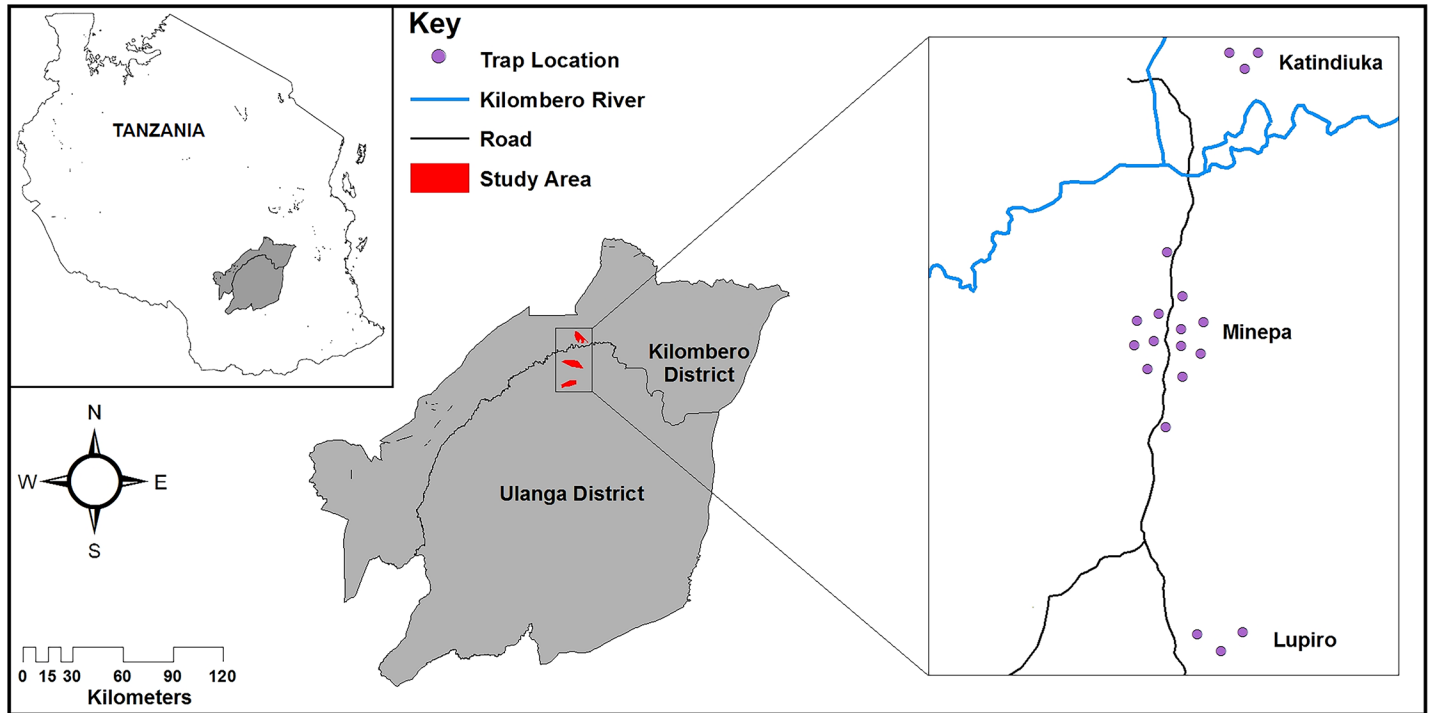 TANZANIA
Key
Trap Location
Kilombero River
Road
Study Area
N
W
E
S
0 15 30 60 90 120
Kilometers
Kilombero
District
Ulanga District
Katindiuka
Minepa
Lupiro